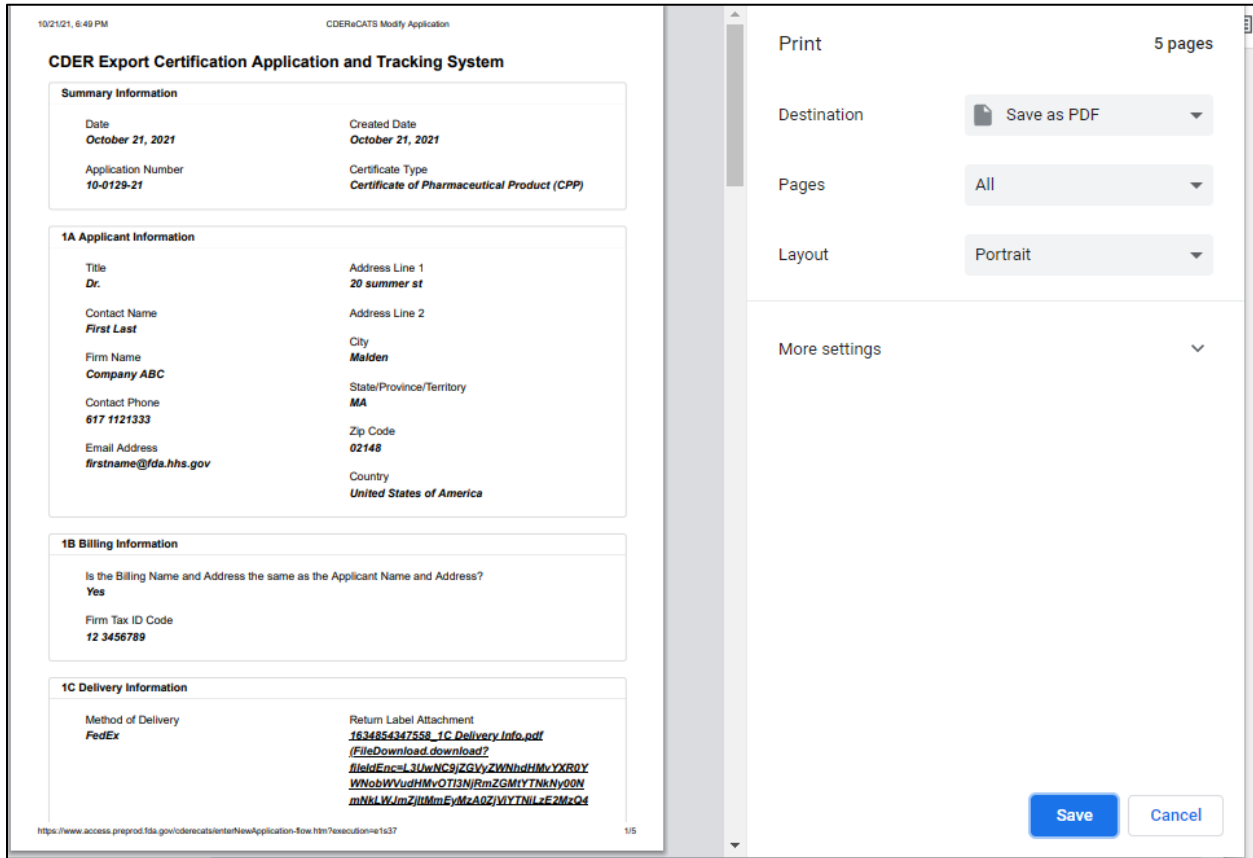 10/21/21, 6:49 PM
CDEReCATS Modify Application
CDER Export Certification Application and Tracking System
Summary Information
Date
October 21, 2021
Created Date
October 21, 2021
Application Number
10-0129-21
Certificate Type
Certificate of Pharmaceutical Product (CPP)
1A Applicant Information
Title
Dr.
Contact Name
First Last
Firm Name
Company ABC
Contact Phone
617 1121333
Email Address
firstname@fda.hhs.gov
Address Line 1
20 summer st
Address Line 2
City
Malden
State/Province/Territory
MA
Zip Code
02148
Country
United States of America
1B Billing Information
Is the Billing Name and Address the same as the Applicant Name and Address?
Yes
Firm Tax ID Code
12 3456789
1C Delivery Information
Method of Delivery
FedEx
Return Label Attachment
1634854347558_1C Delivery Info.pdf
(FileDownload.download?
fileIdEnc=L3UwNC9jZGVyZWNhdHMvYXR0Y
WNobWVudHMvOTI3NjRmZGMtYTNkNy00N
mNkLWJmZjltMmEyMzA0ZjViYTNiLzE2MzQ4
https://www.access.preprod.fda.gov/cderecats/enterNewApplication-flow.htm?execution=e1s37
1/5
Print
5 pages
Destination
Save as PDF
Pages
All
Layout
Portrait
More settings
Save
Cancel